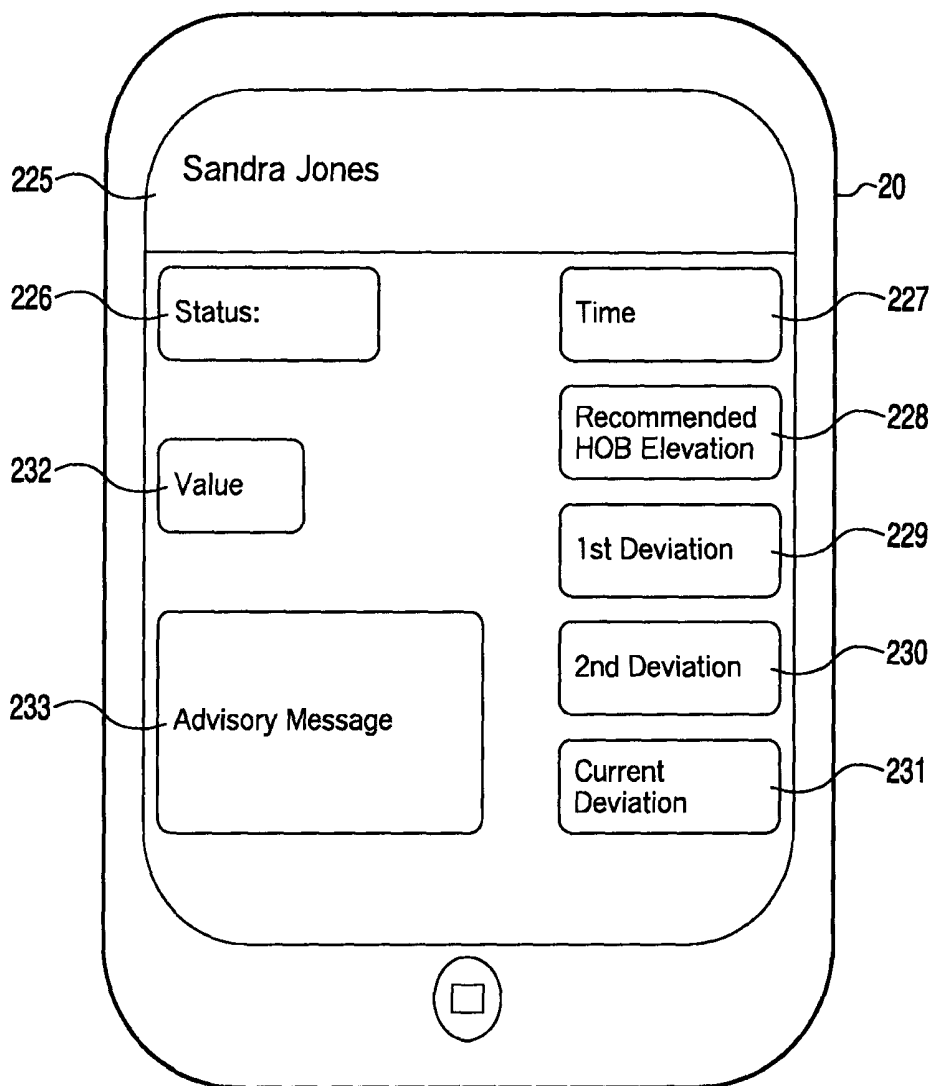 Sandra Jones
225
20
226
Status:
Time
227
Recommended
HOB Elevation
228
232
Value
1st Deviation
229
2nd Deviation
230
233
Advisory Message
Current
Deviation
231